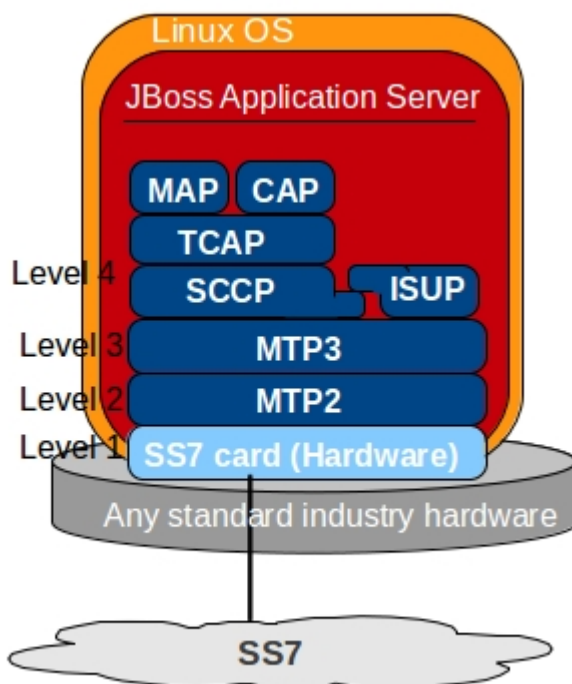 Linux OS
JBoss Application Server
MAP CAP
TCAP
Level 4
SCCP ISUP
Level 3 MTP3
Level 2 MTP2
Level 1 SS7 card (Hardware)
Any standard industry hardware
SS7